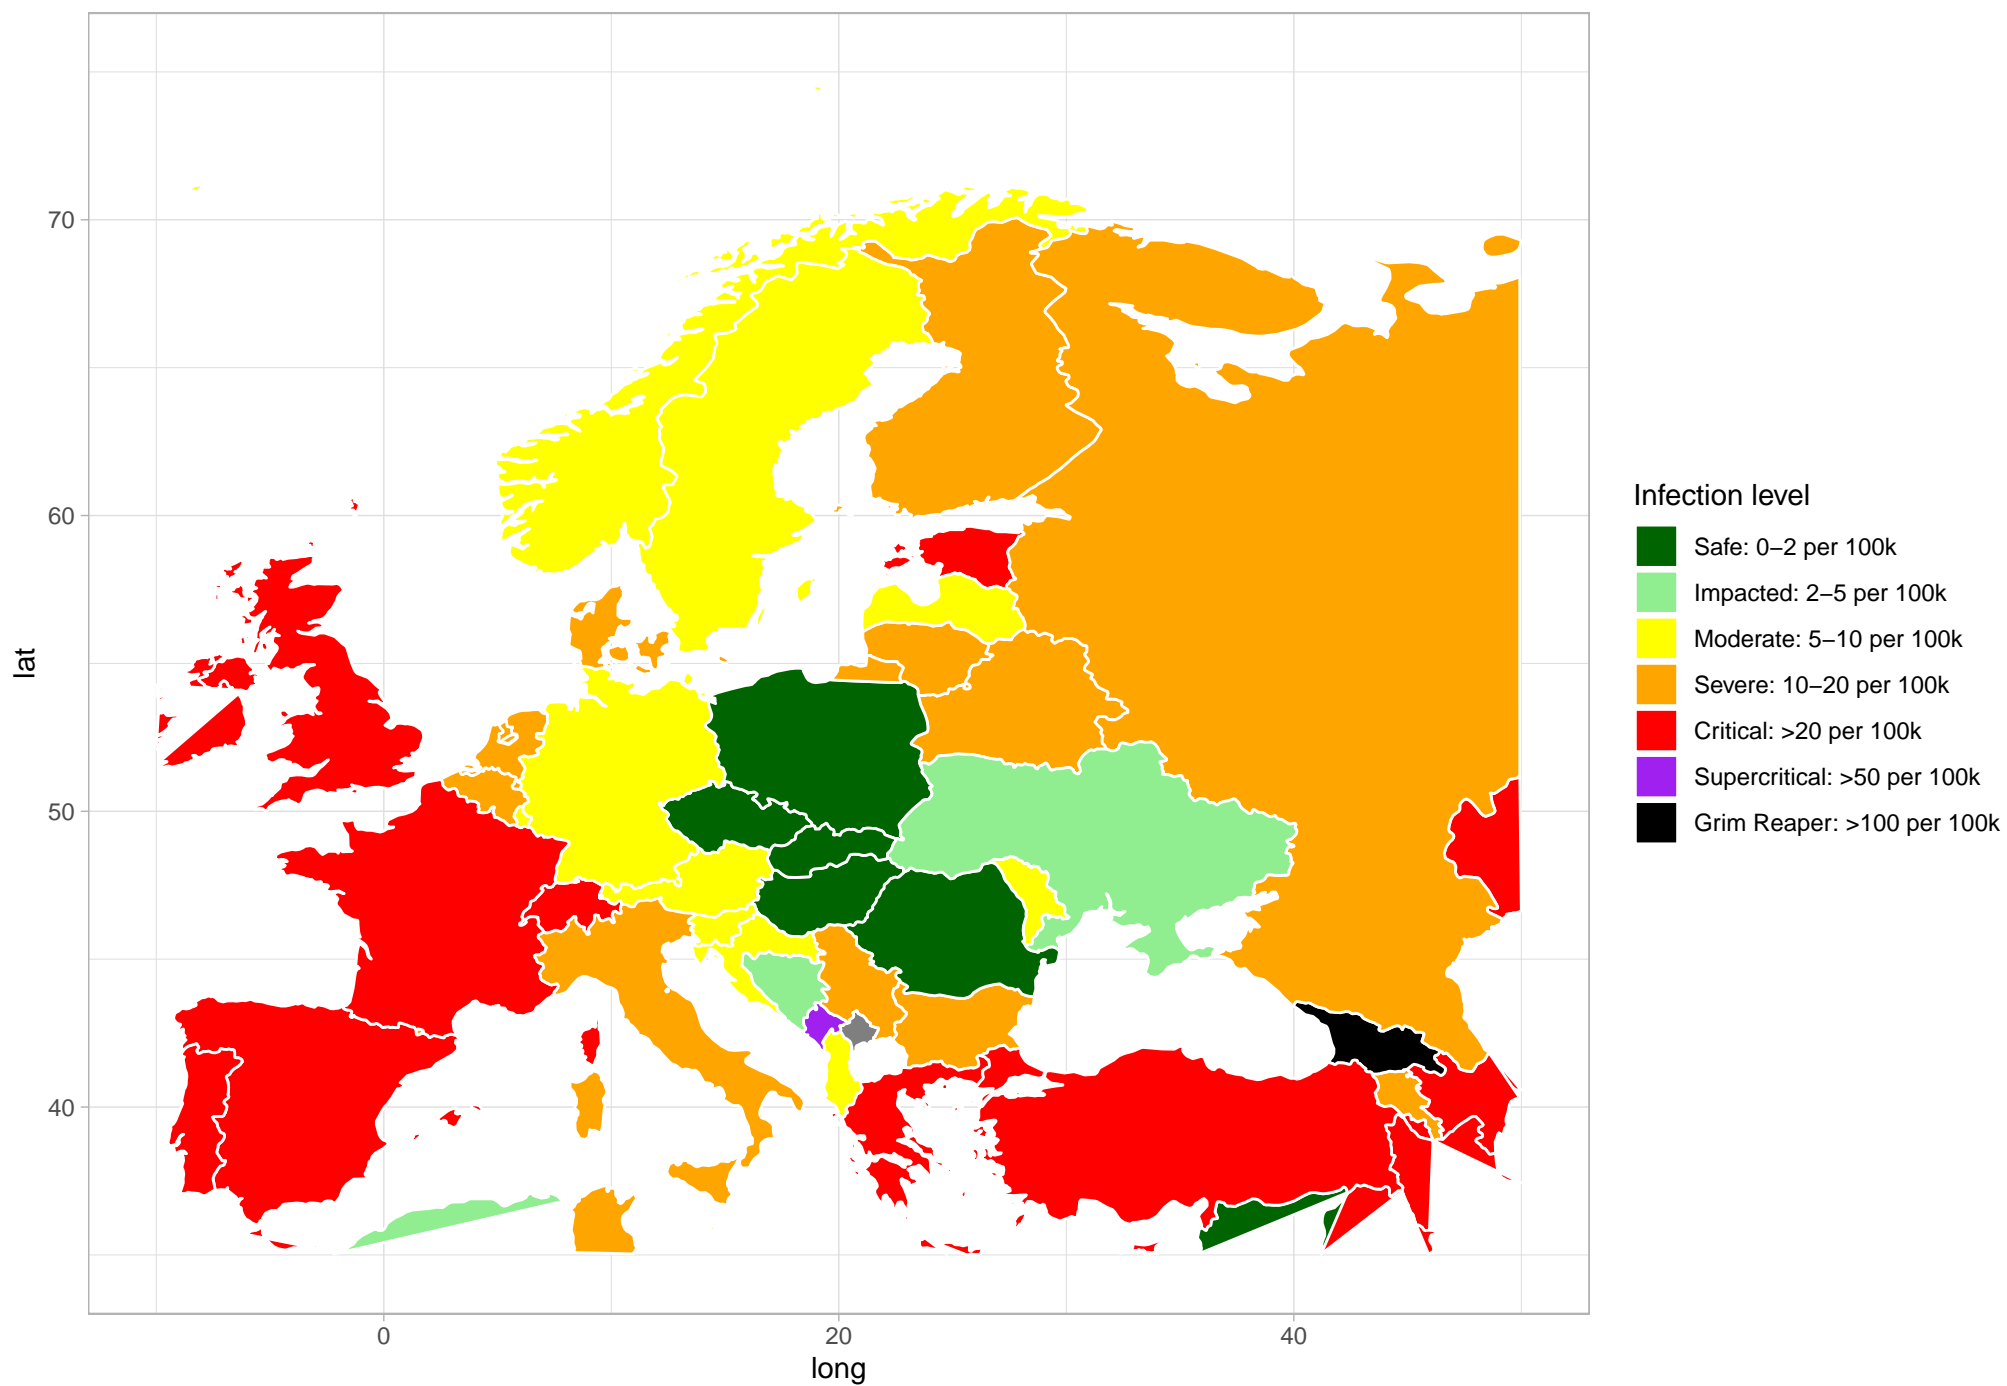 70
60
50
40
lat
0
20
40
long
Infection level
Safe: 0−2 per 100k
Impacted: 2−5 per 100k
Moderate: 5−10 per 100k
Severe: 10−20 per 100k
Critical: >20 per 100k
Supercritical: >50 per 100k
Grim Reaper: >100 per 100k